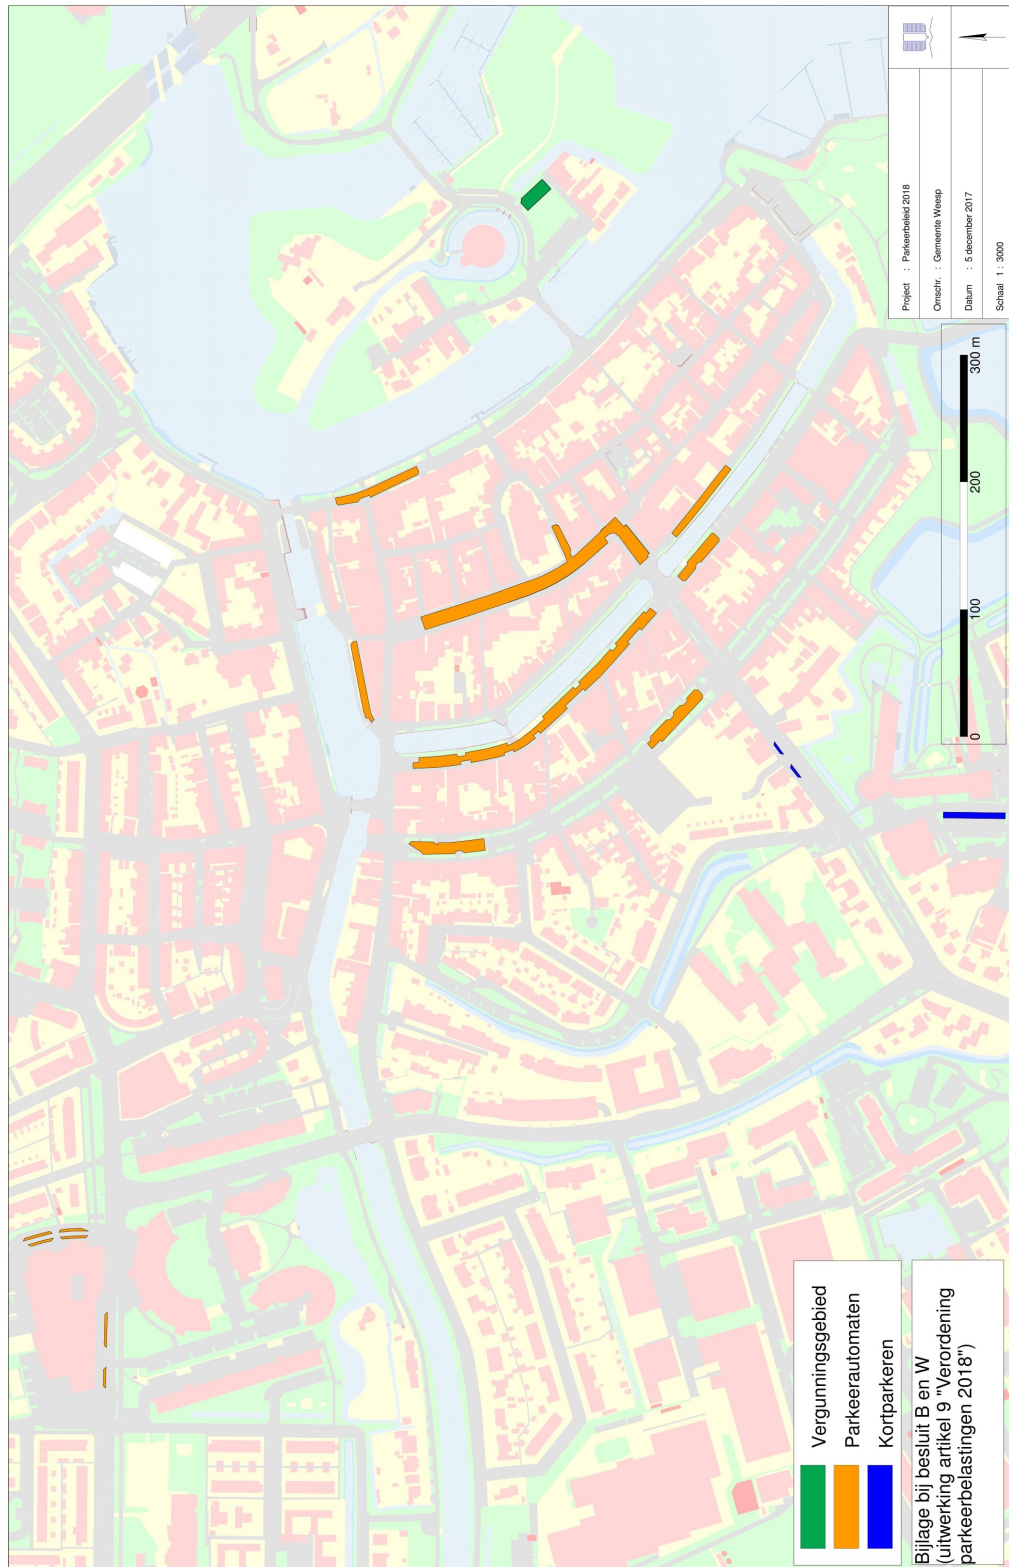 Project : Parkeerbeleid 2018
Omschr. : Gemeente Weesp
Datum : 5 december 2017
Schaal 1 : 3000
0 100 200 300 m
Vergunningsgebied
Parkeerautomaten
Kortparkeren
Bijlage bij besluit B en W
(uitwerking artikel 9 "Verordening
parkeerbelastingen 2018")